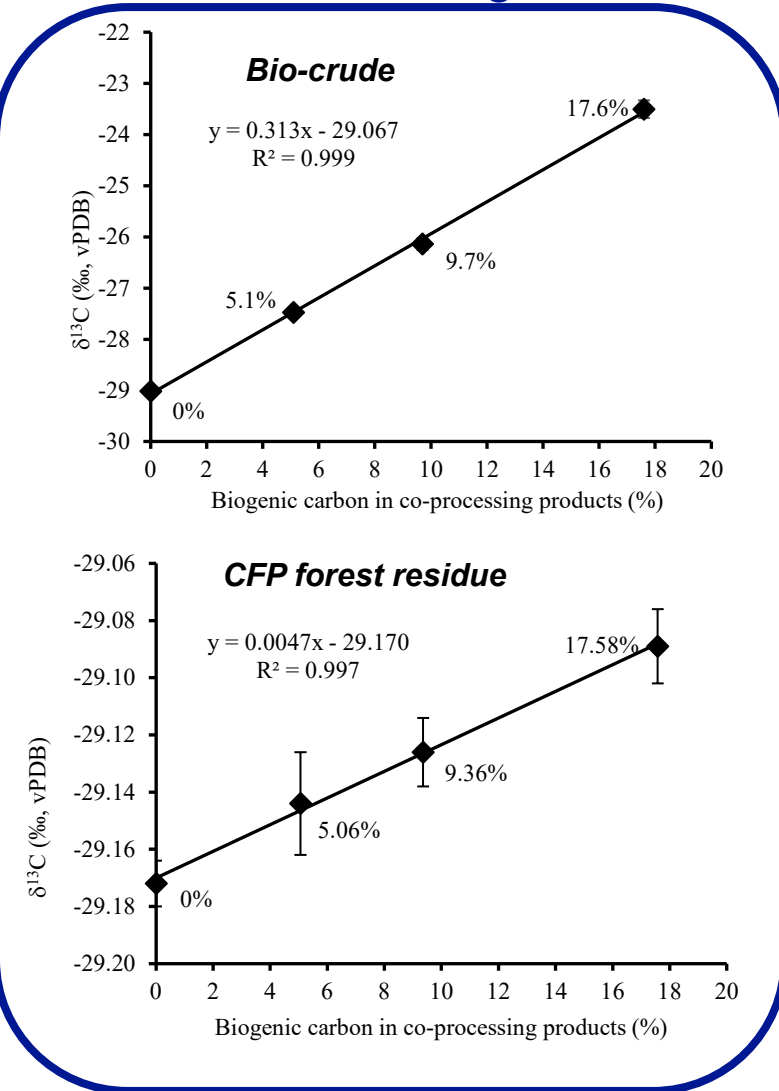 Bio-crude
y = 0.313x - 29.067
R² = 0.999
-22
-23
-24
-25
-26
-27
-28
-29
-30
δ¹³C (‰, vPDB)
17.6%
9.7%
5.1%
0%
0 2 4 6 8 10 12 14 16 18 20
Biogenic carbon in co-processing products (%)
CFP forest residue
y = 0.0047x - 29.170
R² = 0.997
-29.06
-29.08
-29.10
-29.12
-29.14
-29.16
-29.18
-29.20
δ¹³C (‰, vPDB)
17.58%
9.36%
5.06%
0%
0 2 4 6 8 10 12 14 16 18 20
Biogenic carbon in co-processing products (%)